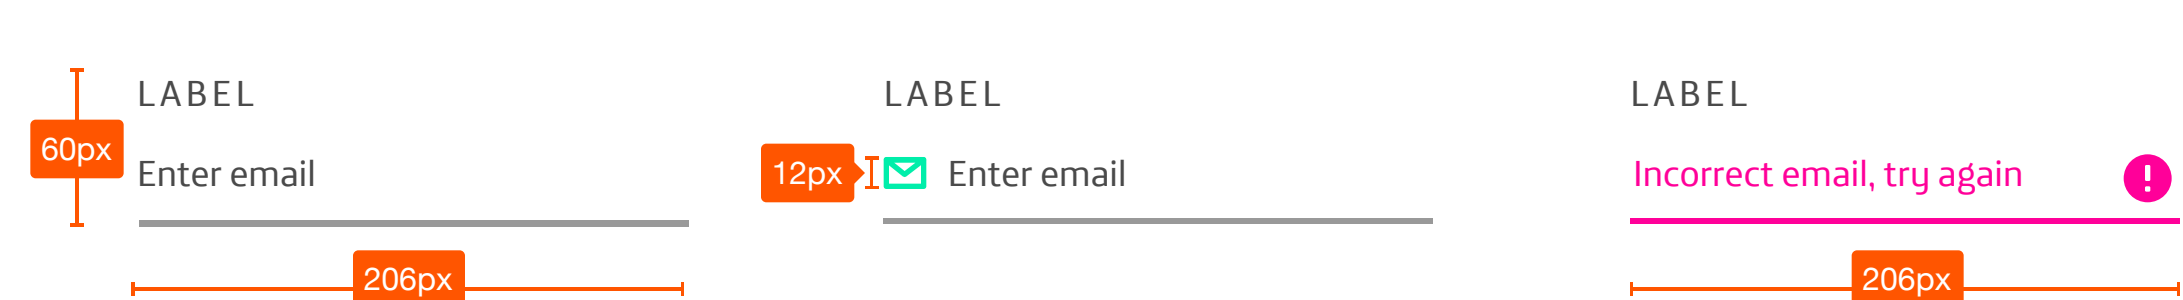 LABEL
60px
Enter email
206px
LABEL
12px
Enter email
LABEL
Incorrect email, try again
206px